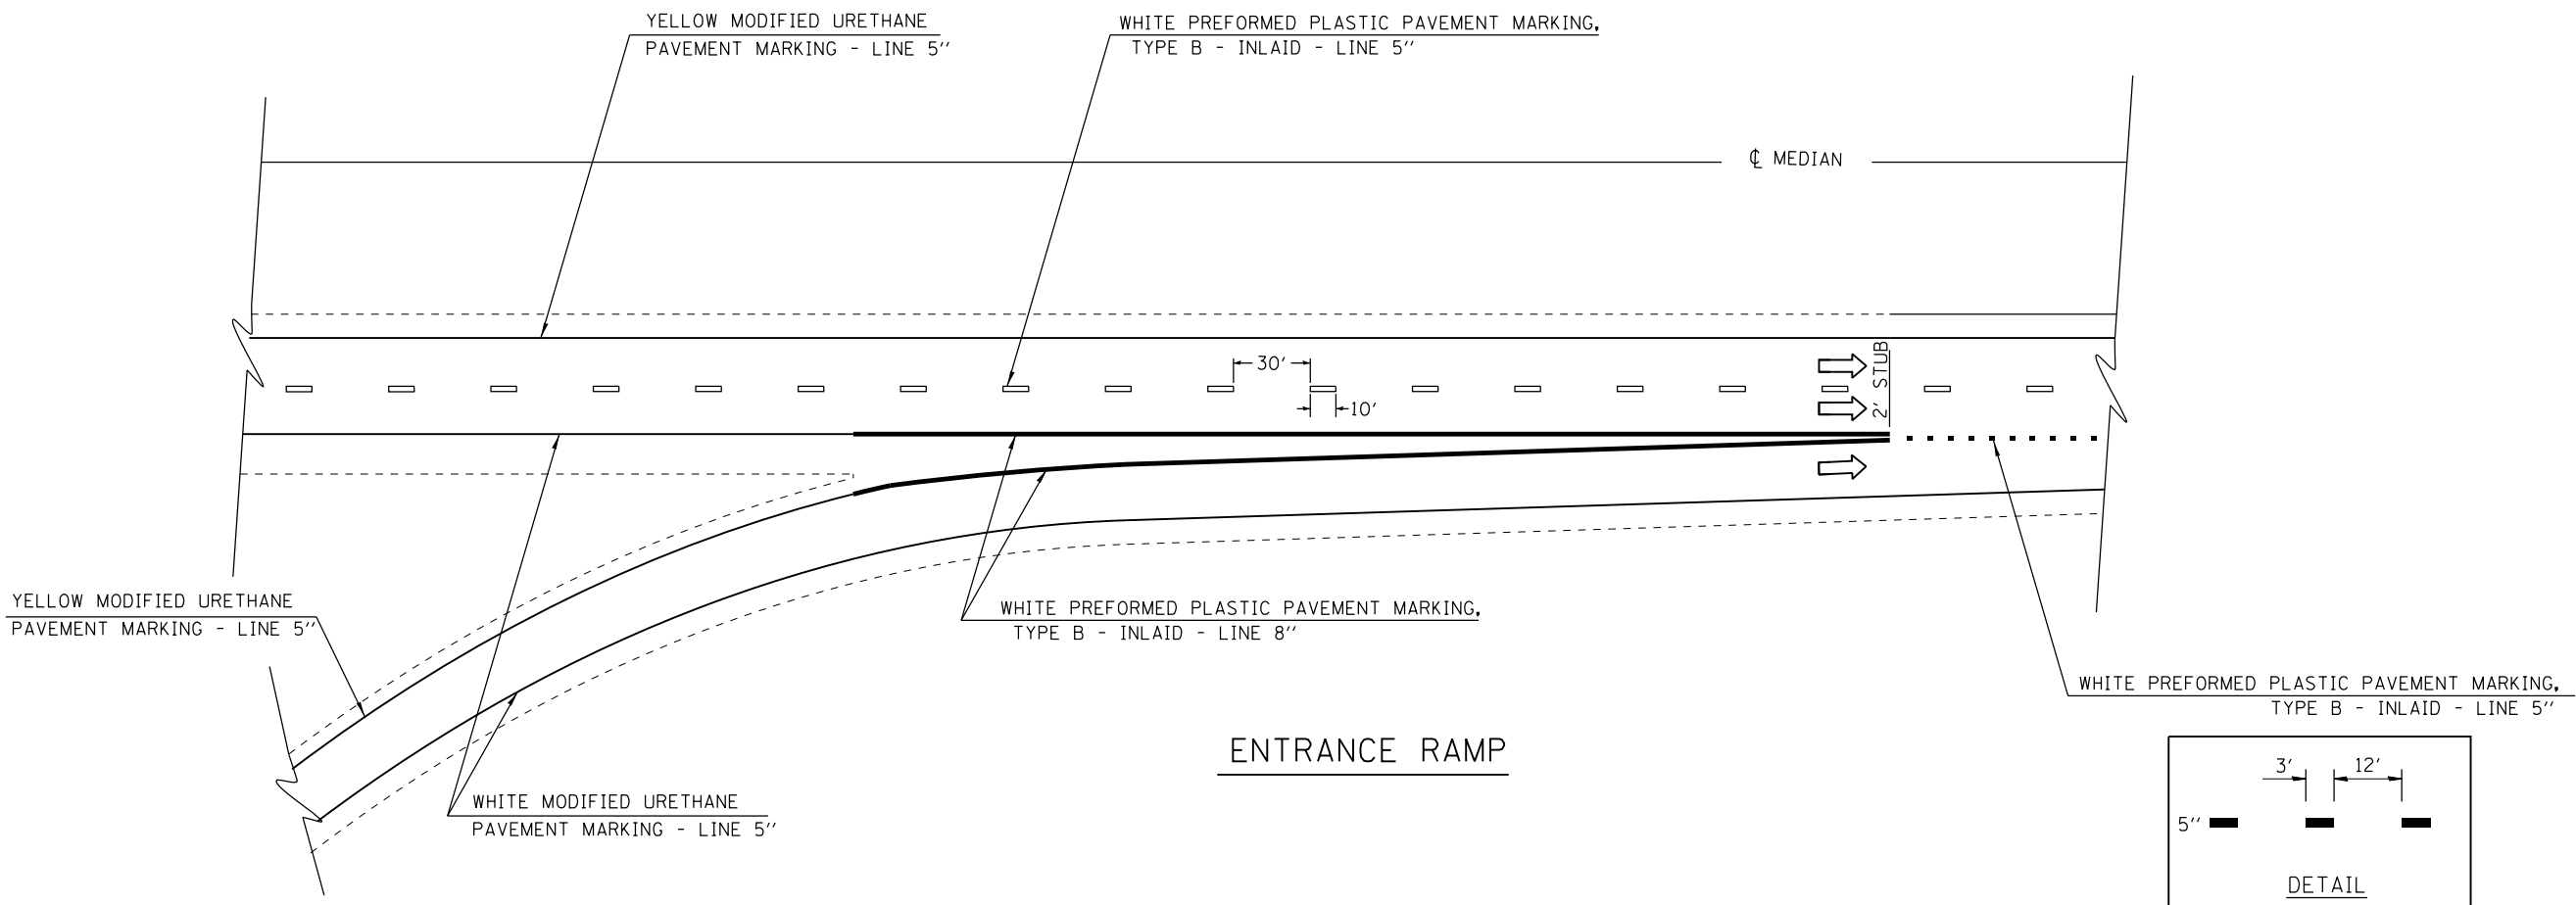 YELLOW MODIFIED URETHANE
PAVEMENT MARKING - LINE 5''
WHITE PREFORMED PLASTIC PAVEMENT MARKING,
TYPE B - INLAID - LINE 5''
℄ MEDIAN
30'
10'
2' STUB
YELLOW MODIFIED URETHANE
PAVEMENT MARKING - LINE 5''
WHITE PREFORMED PLASTIC PAVEMENT MARKING,
TYPE B - INLAID - LINE 8''
WHITE PREFORMED PLASTIC PAVEMENT MARKING,
TYPE B - INLAID - LINE 5''
ENTRANCE RAMP
WHITE MODIFIED URETHANE
PAVEMENT MARKING - LINE 5''
3' 12'
5''
DETAIL